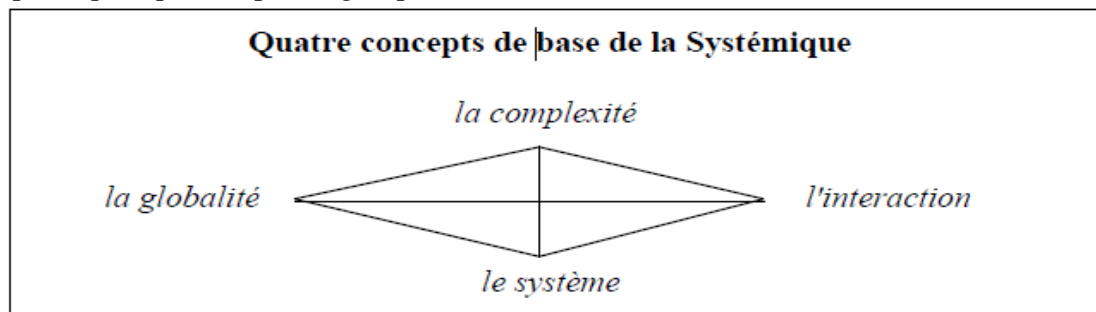 Quatre concepts de base de la Systémique
la complexité
la globalité
l'interaction
le système